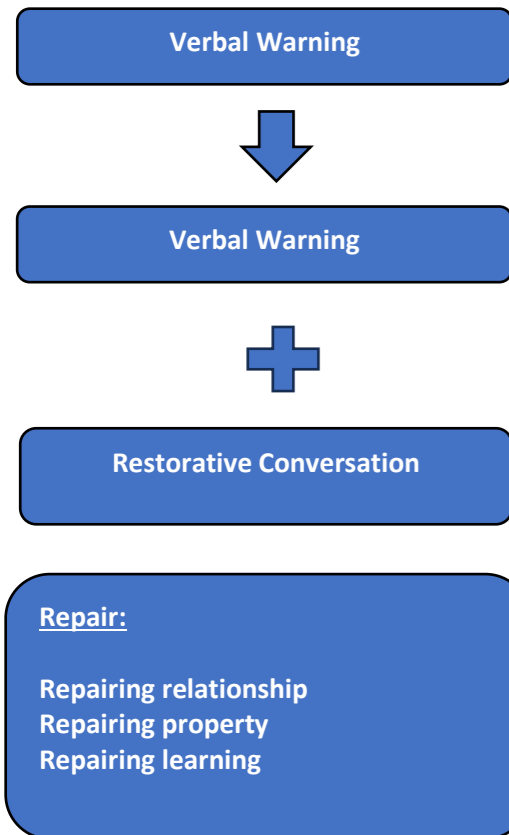 Verbal Warning
Verbal Warning
Restorative Conversation
Repair:
Repairing relationship
Repairing property
Repairing learning